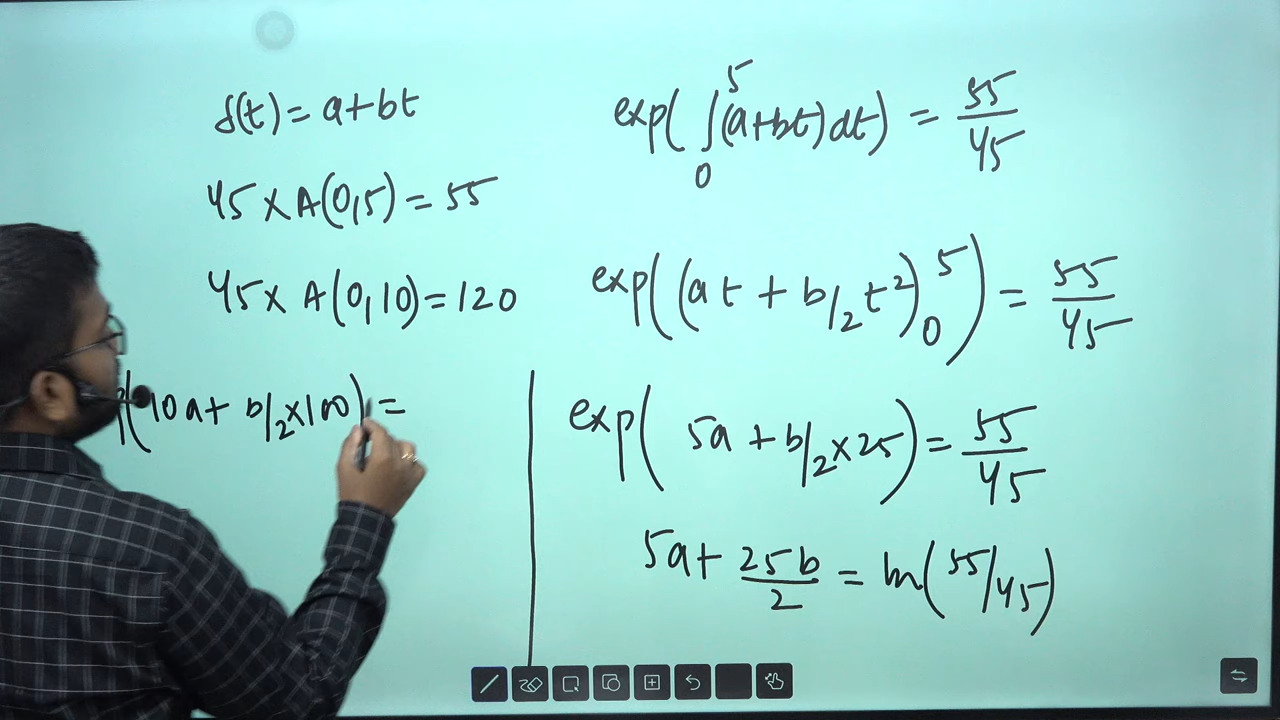 δ(t) = a+bt
45 × A(0,5) = 55
45 × A(0,10) = 120
(10a + b/2 × 100) =
exp( ∫₀⁵ (a+bt) dt ) = 55/45
exp( (at + b/2 t²)₀⁵ ) = 55/45
exp( 5a + b/2 × 25 ) = 55/45
5a + 25b/2 = ln(55/45)